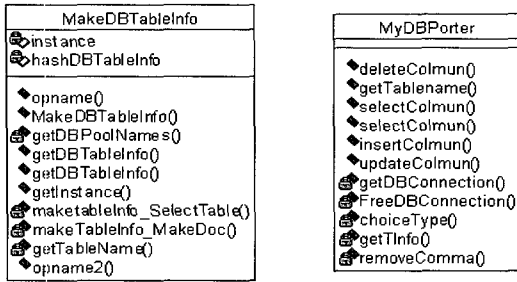 MakeDBTableInfo
instance
hashDBTableInfo
opname()
MakeDBTableInfo()
getDBPoolNames()
getDBTableInfo()
getDBTableInfo()
getInstance()
maketableInfo_SelectTable()
makeTableInfo_MakeDoc()
getTableName()
opname2()
MyDBPorter
deleteColmun()
getTablename()
selectColmun()
selectColmun()
insertColmun()
updateColmun()
getDBConnection()
FreeDBConnection()
choiceType()
getTInfo()
removeComma()